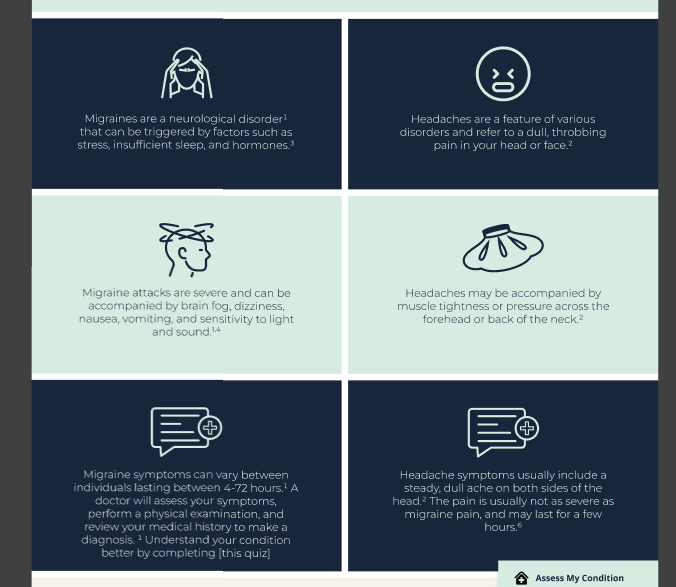 Migraines are a neurological disorder¹
that can be triggered by factors such as
stress, insufficient sleep, and hormones.³
Headaches are a feature of various
disorders and refer to a dull, throbbing
pain in your head or face.²
Migraine attacks are severe and can be
accompanied by brain fog, dizziness,
nausea, vomiting, and sensitivity to light
and sound.¹,⁴
Headaches may be accompanied by
muscle tightness or pressure across the
forehead or back of the neck.²
Migraine symptoms can vary between
individuals lasting between 4-72 hours.¹ A
doctor will assess your symptoms,
perform a physical examination, and
review your medical history to make a
diagnosis. ¹ Understand your condition
better by completing [this quiz]
Headache symptoms usually include a
steady, dull ache on both sides of the
head.² The pain is usually not as severe as
migraine pain, and may last for a few
hours.⁶
Assess My Condition